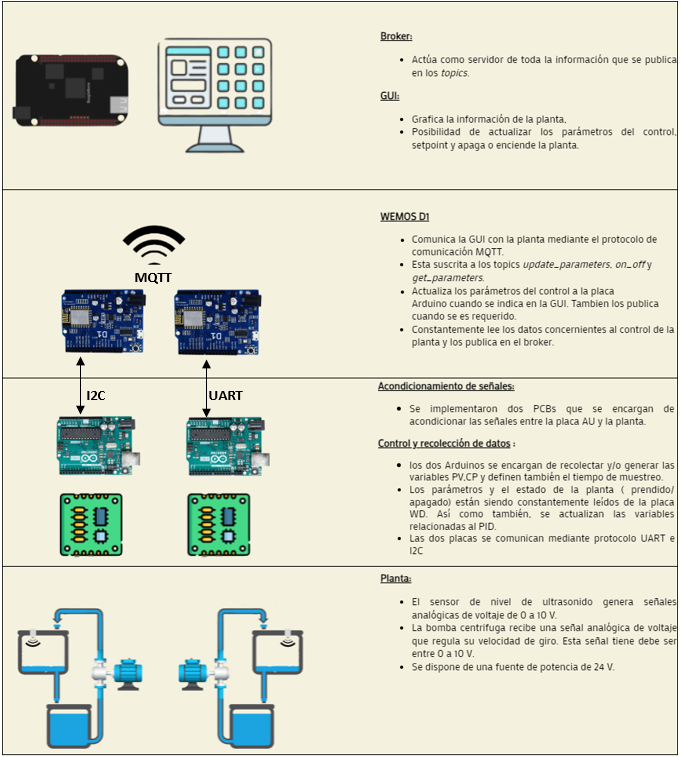 Broker:
• Actúa como servidor de toda la información que se publica
en los topics.
GUI:
• Grafica la información de la planta,
• Posibilidad de actualizar los parámetros del control,
setpoint y apaga o enciende la planta.
MQTT
D1
D1
WEMOS D1
• Comunica la GUI con la planta mediante el protocolo de
comunicación MQTT.
• Esta suscrita a los topics update_parameters, on_off y
get_parameters.
• Actualiza los parámetros del control a la placa
Arduino cuando se indica en la GUI. Tambien los publica
cuando se es requerido.
• Constantemente lee los datos concernientes al control de la
planta y los publica en el broker.
I2C
UART
Acondicionamiento de señales:
• Se implementaron dos PCBs que se encargan de
acondicionar las señales entre la placa AU y la planta.
Control y recolección de datos :
• los dos Arduinos se encargan de recolectar y/o generar las
variables PV,CP y definen también el tiempo de muestreo.
• Los parámetros y el estado de la planta ( prendido/
apagado) están siendo constantemente leídos de la placa
WD. Así como también, se actualizan las variables
relacionadas al PID.
• Las dos placas se comunican mediante protocolo UART e
I2C
Planta:
• El sensor de nivel de ultrasonido genera señales
analógicas de voltaje de 0 a 10 V.
• La bomba centrifuga recibe una señal analógica de voltaje
que regula su velocidad de giro. Esta señal tiene debe ser
entre 0 a 10 V.
• Se dispone de una fuente de potencia de 24 V.